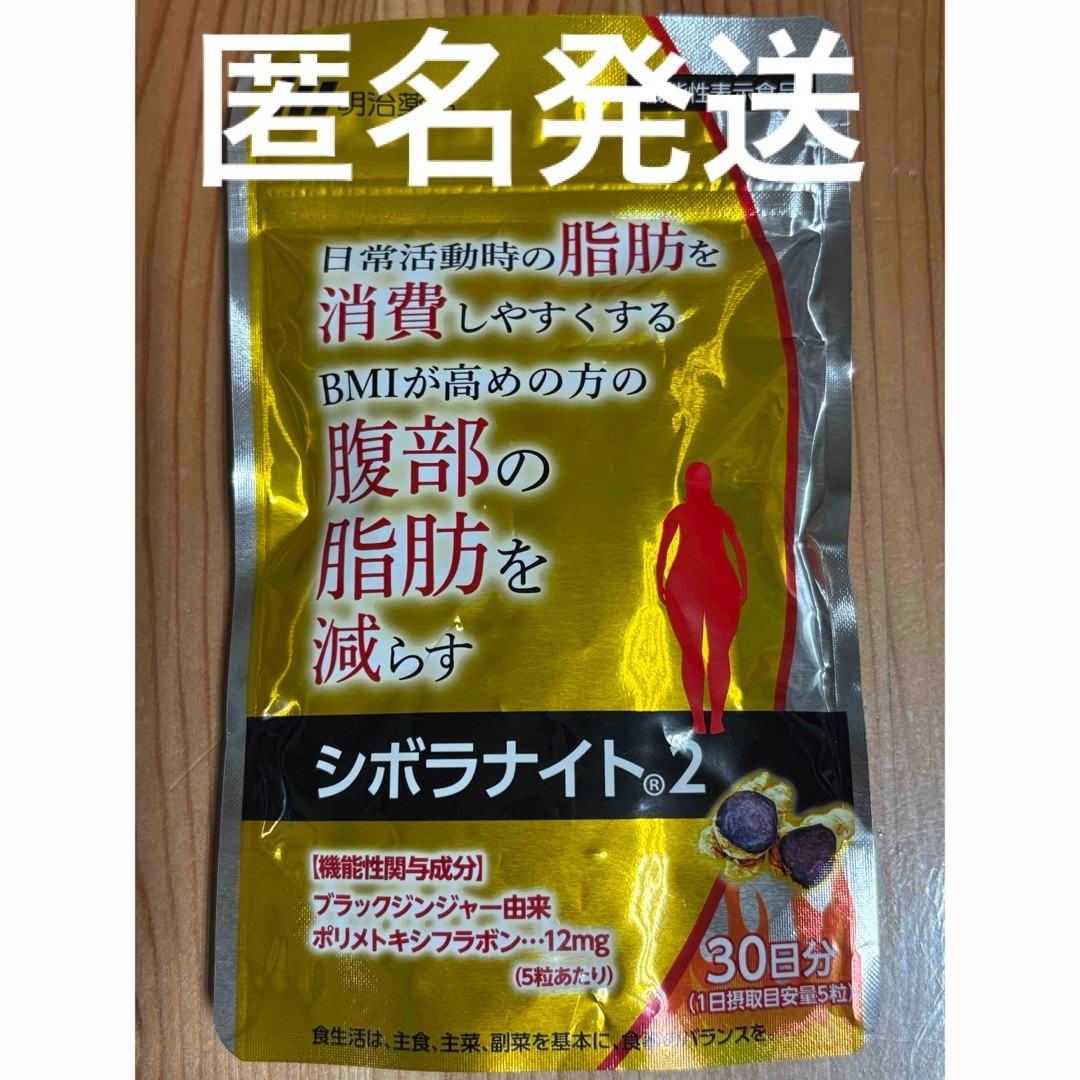 匿名発送
明治薬
性表示食品
日常活動時の脂肪を
消費しやすくする
BMIが高めの方の
腹部の
脂肪を
減らす
シボラナイト®2
【機能性関与成分】
ブラックジンジャー由来
ポリメトキシフラボン…12mg
(5粒あたり)
30日分
(1日摂取目安量5粒)
食生活は、主食、主菜、副菜を基本に、食事のバランスを。